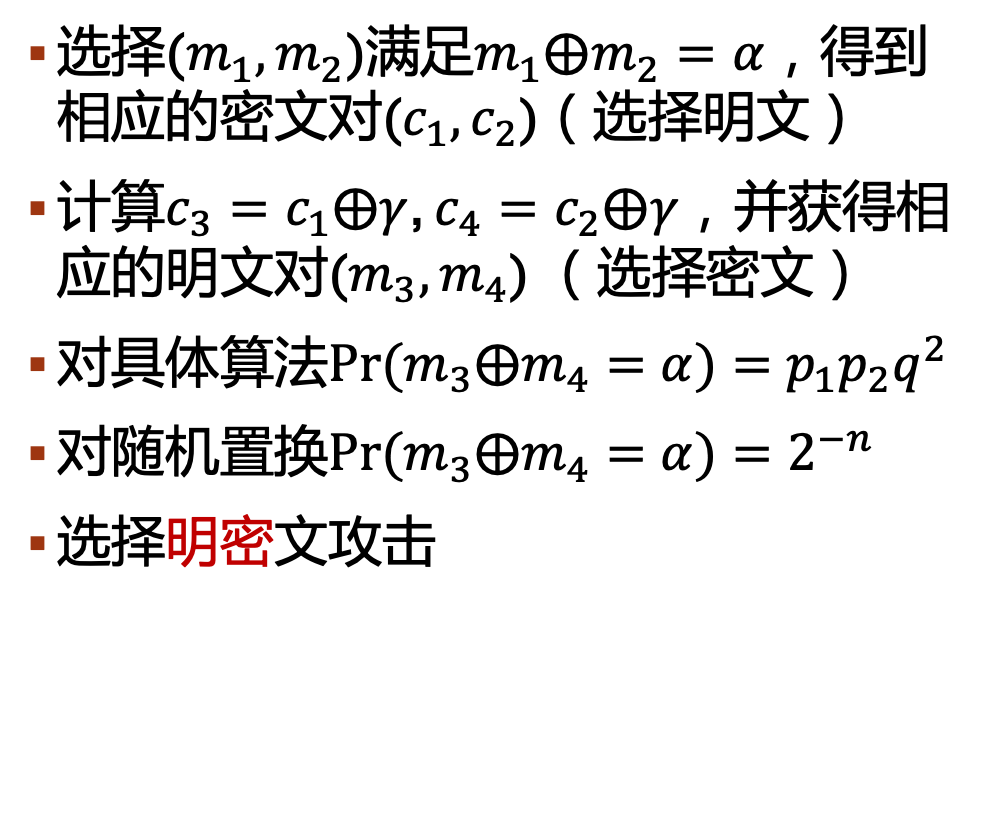 ▪选择(𝑚₁, 𝑚₂)满足𝑚₁⊕𝑚₂ = 𝛼，得到
相应的密文对(𝑐₁, 𝑐₂)（选择明文）
▪计算𝑐₃ = 𝑐₁⊕𝛾, 𝑐₄ = 𝑐₂⊕𝛾，并获得相
应的明文对(𝑚₃, 𝑚₄)（选择密文）
▪对具体算法Pr(𝑚₃⊕𝑚₄ = 𝛼) = 𝑝₁𝑝₂𝑞²
▪对随机置换Pr(𝑚₃⊕𝑚₄ = 𝛼) = 2⁻ⁿ
▪选择明密文攻击